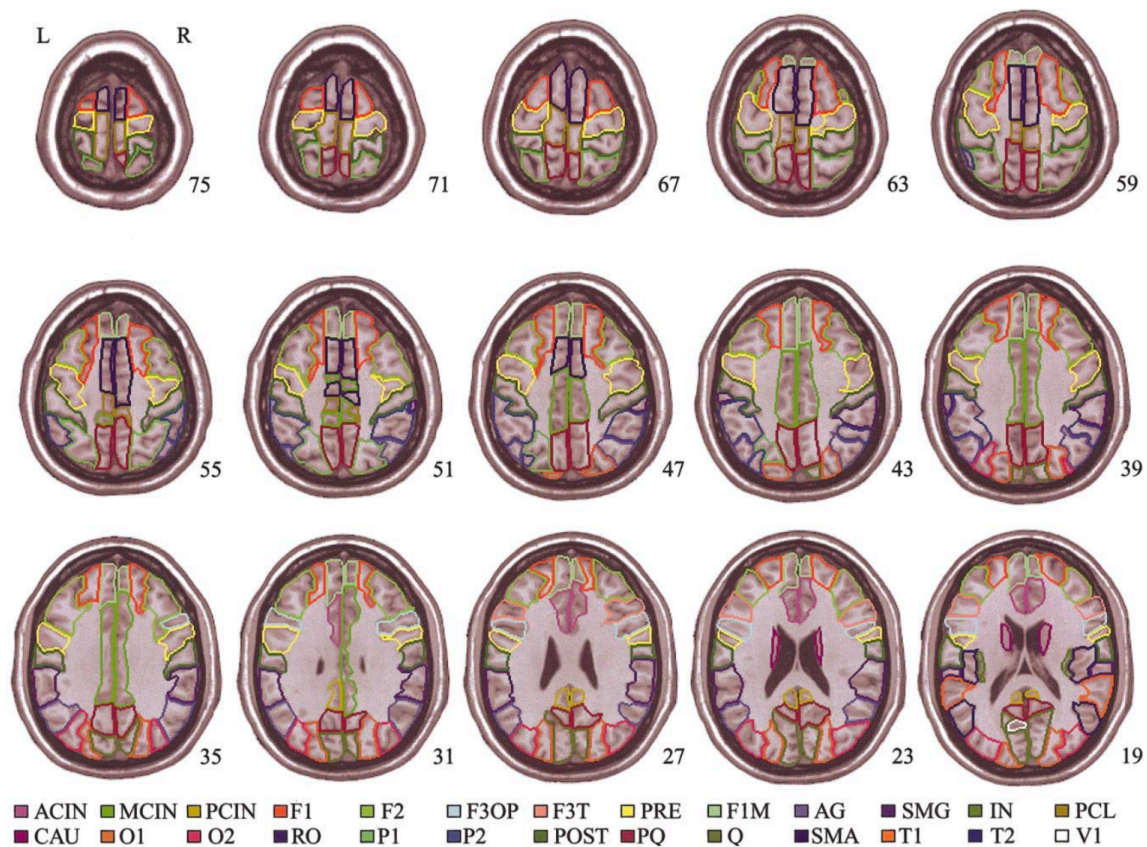 L R
75 71 67 63 59
55 51 47 43 39
35 31 27 23 19
ACIN MCIN PCIN F1 F2 F3OP F3T PRE F1M AG SMG IN PCL
CAU O1 O2 RO P1 P2 POST PQ Q SMA T1 T2 V1